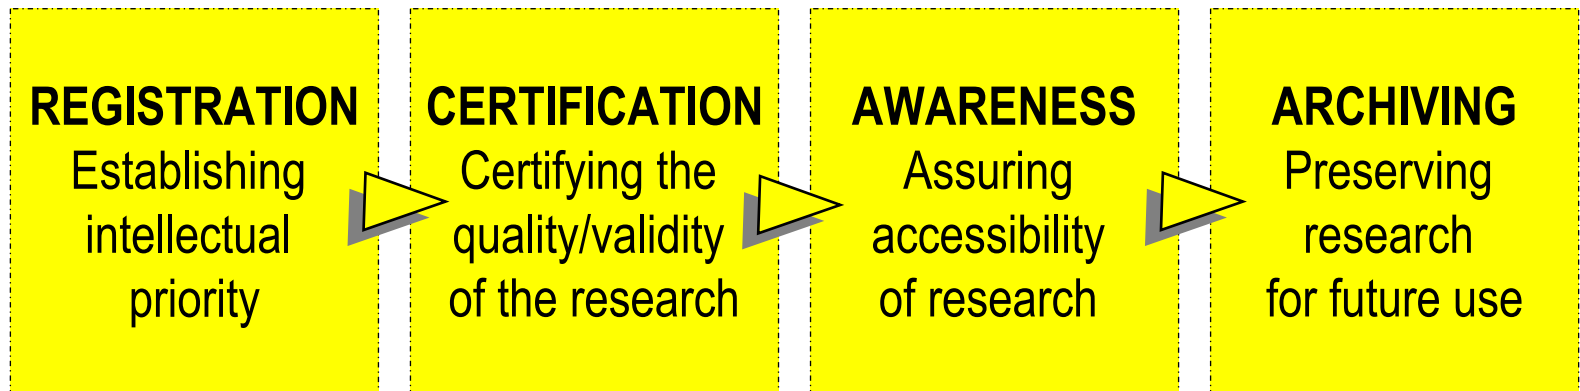 REGISTRATION
Establishing
intellectual
priority
CERTIFICATION
Certifying the
quality/validity
of the research
AWARENESS
Assuring
accessibility
of research
ARCHIVING
Preserving
research
for future use